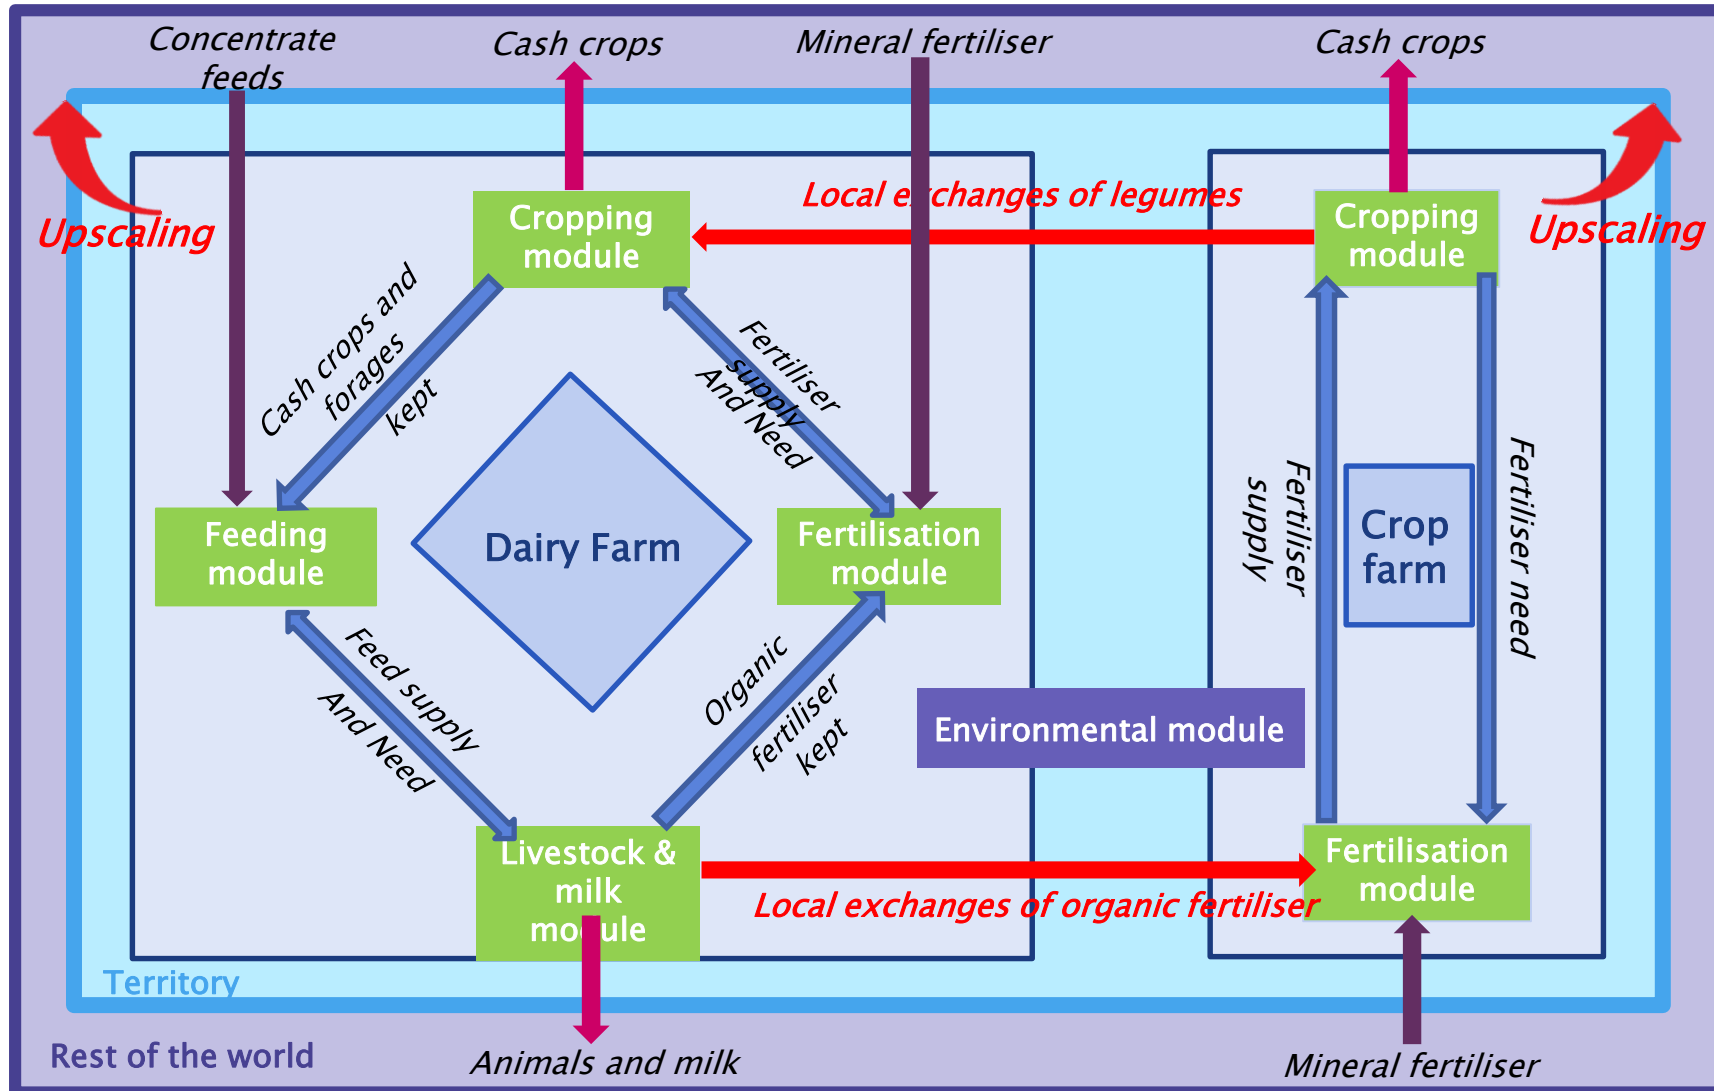 Concentrate
feeds
Cash crops
Mineral fertiliser
Cash crops
Upscaling
Local exchanges of legumes
Upscaling
Cropping
module
Cropping
module
Cash crops and
forages
kept
Fertiliser
supply
And Need
Fertiliser
supply
Fertiliser need
Feeding
module
Dairy Farm
Fertilisation
module
Crop
farm
Feed supply
And Need
Organic
fertiliser
kept
Environmental module
Livestock &
milk
module
Fertilisation
module
Local exchanges of organic fertiliser
Territory
Rest of the world
Animals and milk
Mineral fertiliser